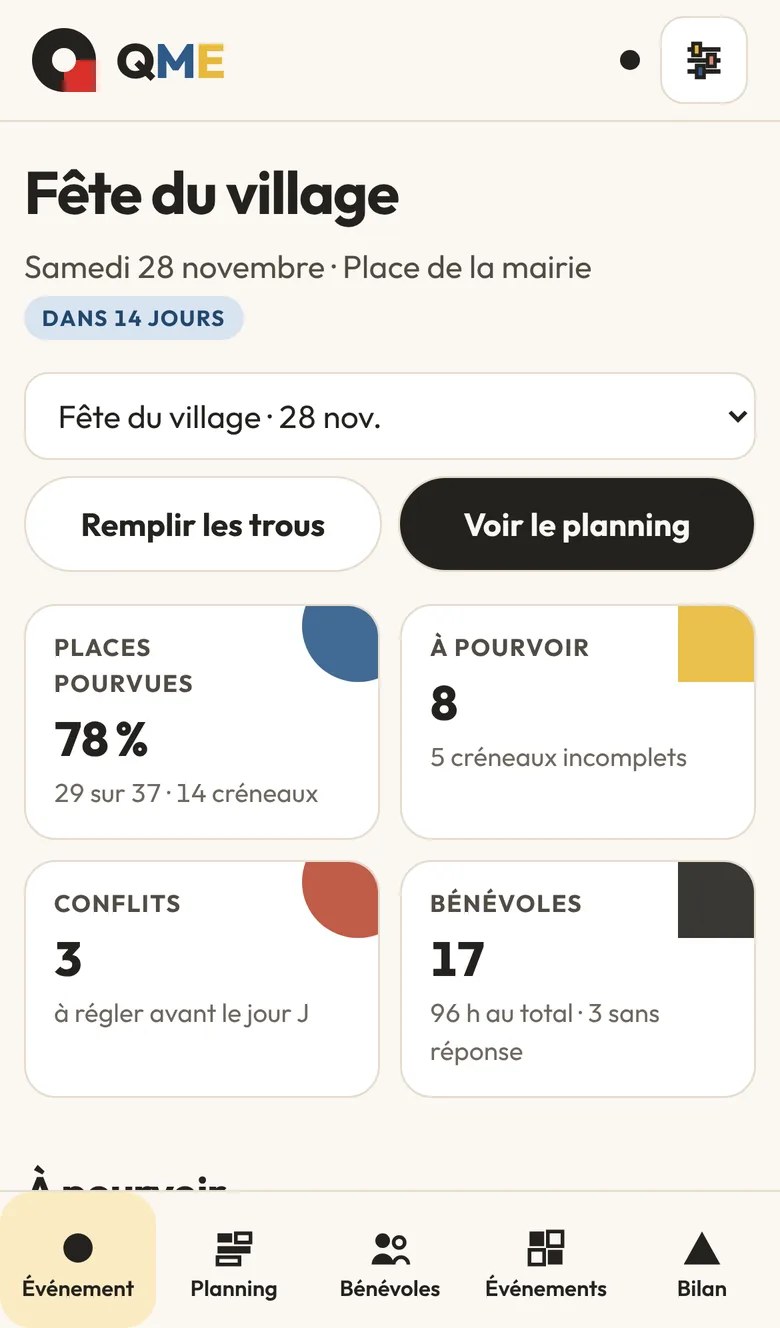 QME
Fête du village
Samedi 28 novembre · Place de la mairie
DANS 14 JOURS
Fête du village · 28 nov.
Remplir les trous
Voir le planning
PLACES
POURVUES
78 %
29 sur 37 · 14 créneaux
À POURVOIR
8
5 créneaux incomplets
CONFLITS
3
à régler avant le jour J
BÉNÉVOLES
17
96 h au total · 3 sans
réponse
À pourvoir
Événement
Planning
Bénévoles
Événements
Bilan